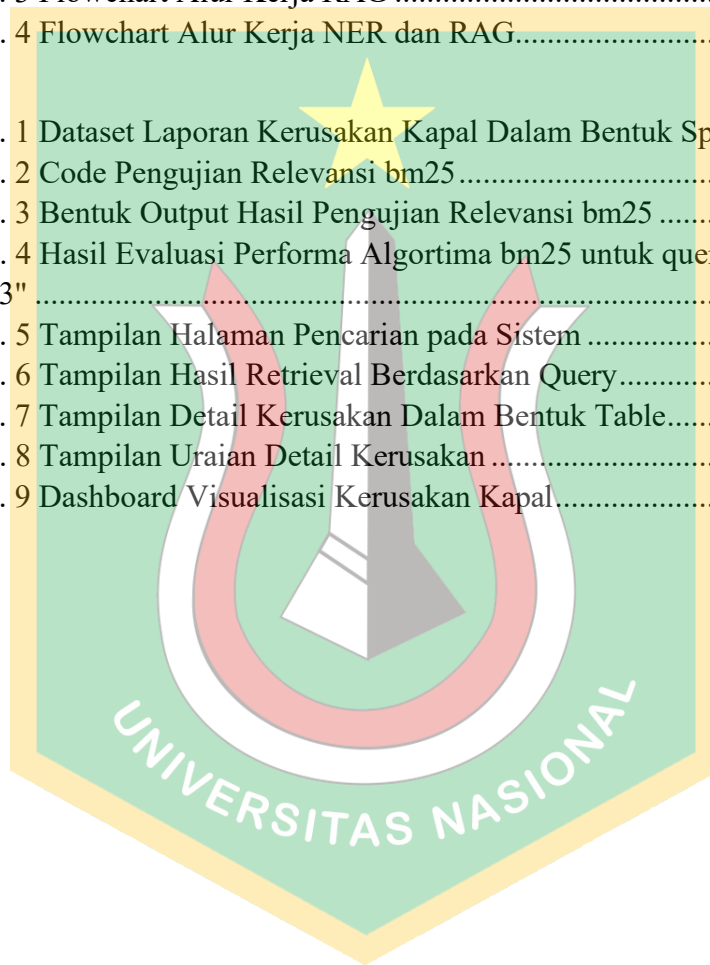 . 3 Flowchart Alur Kerja RAG ...............................
. 4 Flowchart Alur Kerja NER dan RAG...............................
. 1 Dataset Laporan Kerusakan Kapal Dalam Bentuk Sp
. 2 Code Pengujian Relevansi bm25...............................
. 3 Bentuk Output Hasil Pengujian Relevansi bm25 .......
. 4 Hasil Evaluasi Performa Algortima bm25 untuk que
3" ...............................
. 5 Tampilan Halaman Pencarian pada Sistem ...............
. 6 Tampilan Hasil Retrieval Berdasarkan Query............
. 7 Tampilan Detail Kerusakan Dalam Bentuk Table......
. 8 Tampilan Uraian Detail Kerusakan ...............................
. 9 Dashboard Visualisasi Kerusakan Kapal....................
UNIVERSITAS NASIONAL